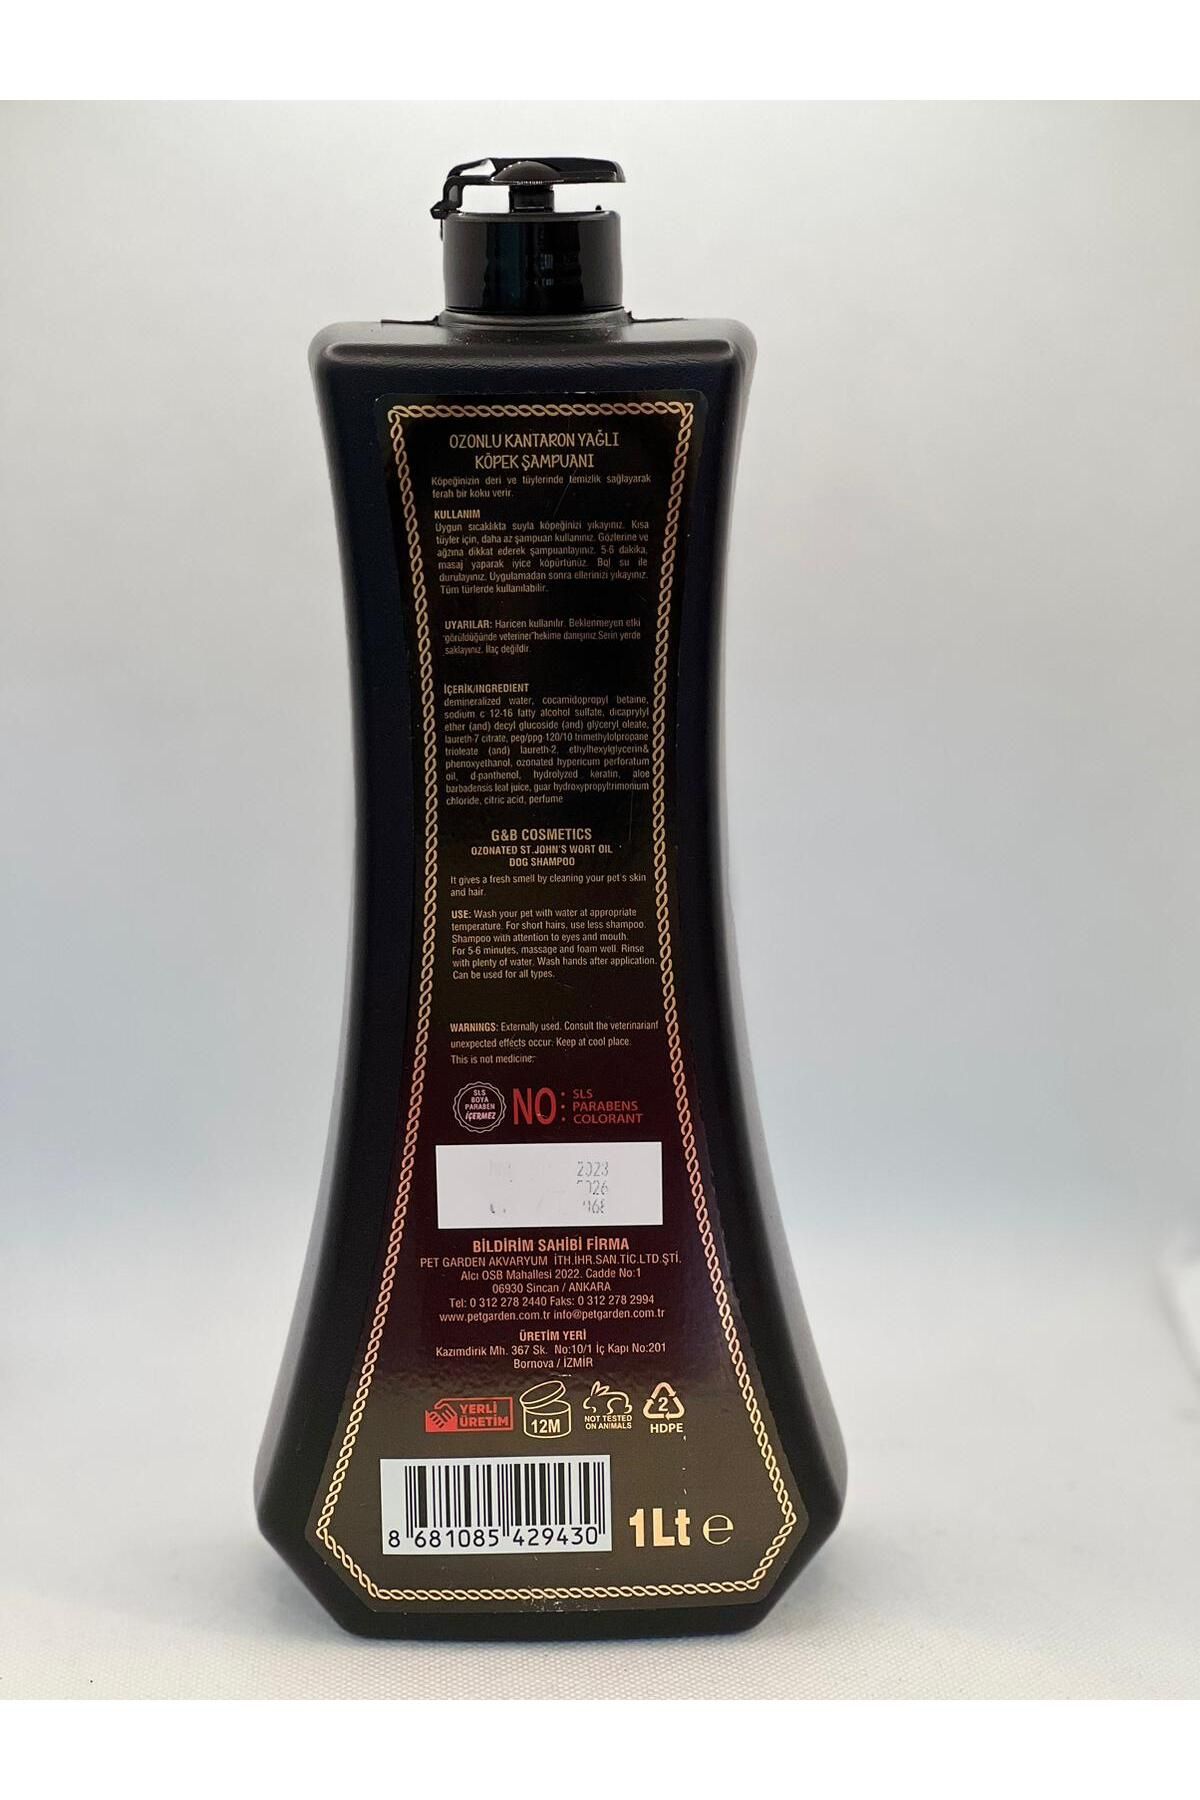 OZONLU KANTARON YAĞLI
KÖPEK ŞAMPUANI
Köpeğinizin deri ve tüylerinde temizlik sağlayarak
ferah bir koku verir.
KULLANIM
Uygun sıcaklıkta suyla köpeğinizi yıkayınız. Kısa
tüyler için, daha az şampuan kullanınız. Gözlerine ve
ağzına dikkat ederek şampuanlayınız. 5-6 dakika,
masaj yaparak iyice köpürtünüz. Bol su ile
durulayınız. Uygulamadan sonra ellerinizi yıkayınız.
Tüm türlerde kullanılabilir.
UYARILAR: Haricen kullanılır. Beklenmeyen etki
görüldüğünde veteriner hekime danışınız.Serin yerde
saklayınız. İlaç değildir.
İÇERİK/INGREDIENT
demineralized water, cocamidopropyl betaine,
sodium c 12-16 fatty alcohol sulfate, dicaprylyl
ether (and) decyl glucoside (and) glyceryl oleate,
laureth-7 citrate, peg/ppg-120/10 trimethylolpropane
trioleate (and) laureth-2, ethylhexylglycerin&
phenoxyethanol, ozonated hypericum perforatum
oil, d-panthenol, hydrolyzed keratin, aloe
barbadensis leaf juice, guar hydroxypropyltrimonium
chloride, citric acid, perfume
G&B COSMETICS
OZONATED ST.JOHN'S WORT OIL
DOG SHAMPOO
It gives a fresh smell by cleaning your pet's skin
and hair.
USE: Wash your pet with water at appropriate
temperature. For short hairs, use less shampoo.
Shampoo with attention to eyes and mouth.
For 5-6 minutes, massage and foam well. Rinse
with plenty of water. Wash hands after application.
Can be used for all types.
WARNINGS: Externally used. Consult the veterinarianf
unexpected effects occur. Keep at cool place.
This is not medicine.
SLS
BOYA
PARABEN
İÇERMEZ
NO:
SLS
PARABENS
COLORANT
2023
BİLDİRİM SAHİBİ FİRMA
PET GARDEN AKVARYUM İTH.İHR.SAN.TİC.LTD.ŞTİ.
Alcı OSB Mahallesi 2022. Cadde No:1
06930 Sincan / ANKARA
Tel: 0 312 278 2440 Faks: 0 312 278 2994
www.petgarden.com.tr info@petgarden.com.tr
ÜRETİM YERİ
Kazımdirik Mh. 367 Sk. No:10/1 İç Kapı No:201
Bornova / İZMİR
YERLİ
ÜRETİM
12M
NOT TESTED
ON ANIMALS
2
HDPE
8 681085 429430
1Lt e